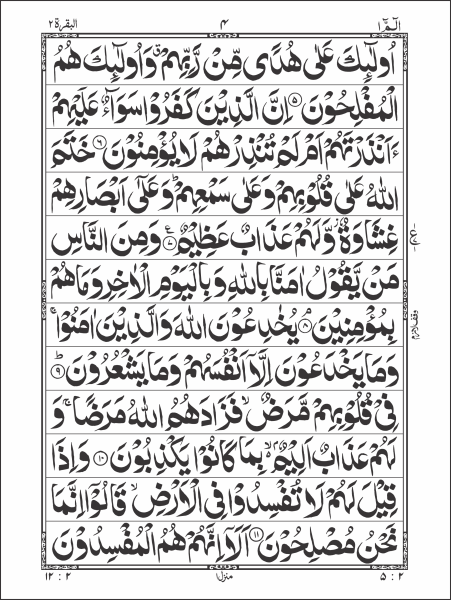 الٓمّٓ ۱ ۴ البقرة ۲
اُولٰٓئِكَ عَلٰى هُدًى مِّنْ رَّبِّهِمْ ۗ وَاُولٰٓئِكَ هُمُ
الْمُفْلِحُوْنَ ۵ اِنَّ الَّذِيْنَ كَفَرُوْا سَوَآءٌ عَلَيْهِمْ
ءَاَنْذَرْتَهُمْ اَمْ لَمْ تُنْذِرْهُمْ لَا يُؤْمِنُوْنَ ۶ خَتَمَ
اللّٰهُ عَلٰى قُلُوْبِهِمْ وَعَلٰى سَمْعِهِمْ ؕ وَعَلٰٓى اَبْصَارِهِمْ
غِشَاوَةٌ ز وَّلَهُمْ عَذَابٌ عَظِيْمٌ ۷ ع وَمِنَ النَّاسِ
مَنْ يَّقُوْلُ اٰمَنَّا بِاللّٰهِ وَبِالْيَوْمِ الْاٰخِرِ وَمَا هُمْ
بِمُؤْمِنِيْنَ ۘ ۸ يُخٰدِعُوْنَ اللّٰهَ وَالَّذِيْنَ اٰمَنُوْا ۚ
وَمَا يَخْدَعُوْنَ اِلَّآ اَنْفُسَهُمْ وَمَا يَشْعُرُوْنَ ؕ ۹
فِيْ قُلُوْبِهِمْ مَّرَضٌ ۙ فَزَادَهُمُ اللّٰهُ مَرَضًا ۚ وَ
لَهُمْ عَذَابٌ اَلِيْمٌۢ ۙ بِمَا كَانُوْا يَكْذِبُوْنَ ۱۰ وَاِذَا
قِيْلَ لَهُمْ لَا تُفْسِدُوْا فِي الْاَرْضِ ۙ قَالُوْٓا اِنَّمَا
نَحْنُ مُصْلِحُوْنَ ۱۱ اَلَآ اِنَّهُمْ هُمُ الْمُفْسِدُوْنَ
۵ : ۲ منزل ۱۲ : ۲
ع
وقف لازم